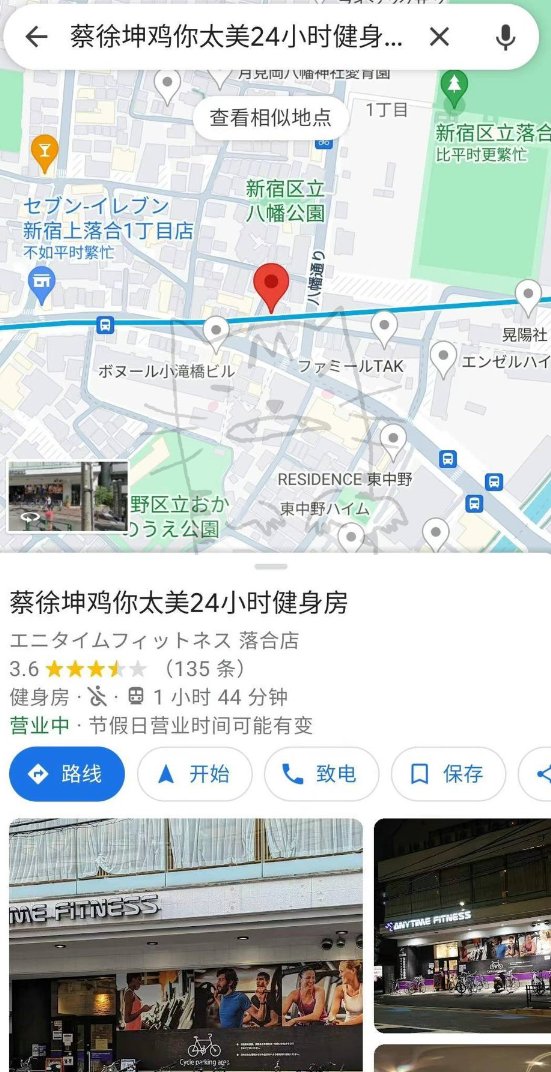 蔡徐坤鸡你太美24小时健身...
月見岡八幡神社愛育園
查看相似地点
1丁目
新宿区立落合
比平时更繁忙
新宿区立
八幡公園
セブン-イレブン
新宿上落合1丁目店
不如平时繁忙
八幡通り
晃陽社
ボヌール小滝橋ビル
ファミールTAK
エンゼルハイ
RESIDENCE 東中野
東中野ハイム
野区立おか
のうえ公園
蔡徐坤鸡你太美24小时健身房
エニタイムフィットネス 落合店
3.6 （135 条）
健身房 · · 1 小时 44 分钟
营业中 · 节假日营业时间可能有变
路线 开始 致电 保存
ME FITNESS
ANYTIME FITNESS
Cycle parking area